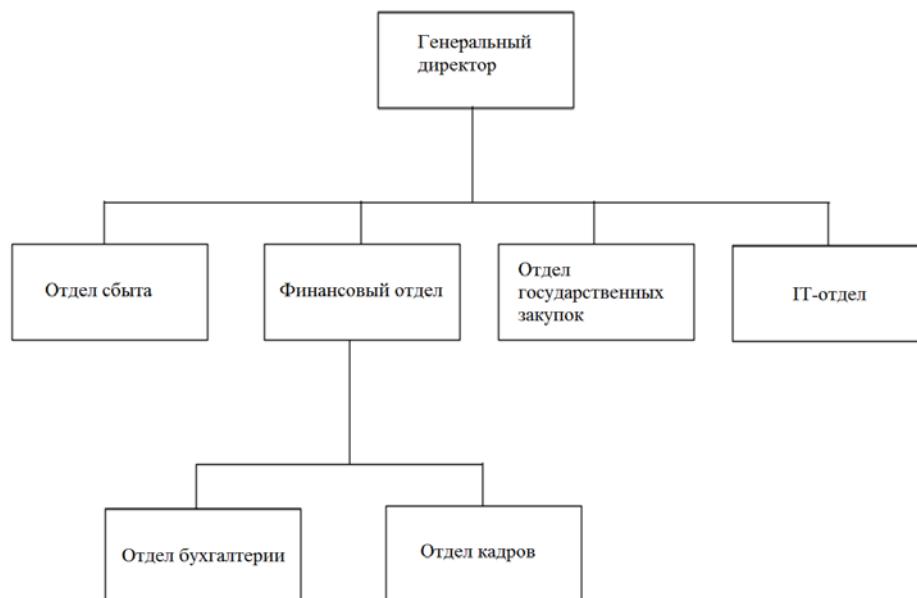 Генеральный
директор
Отдел сбыта
Финансовый отдел
Отдел
государственных
закупок
IT-отдел
Отдел бухгалтерии
Отдел кадров